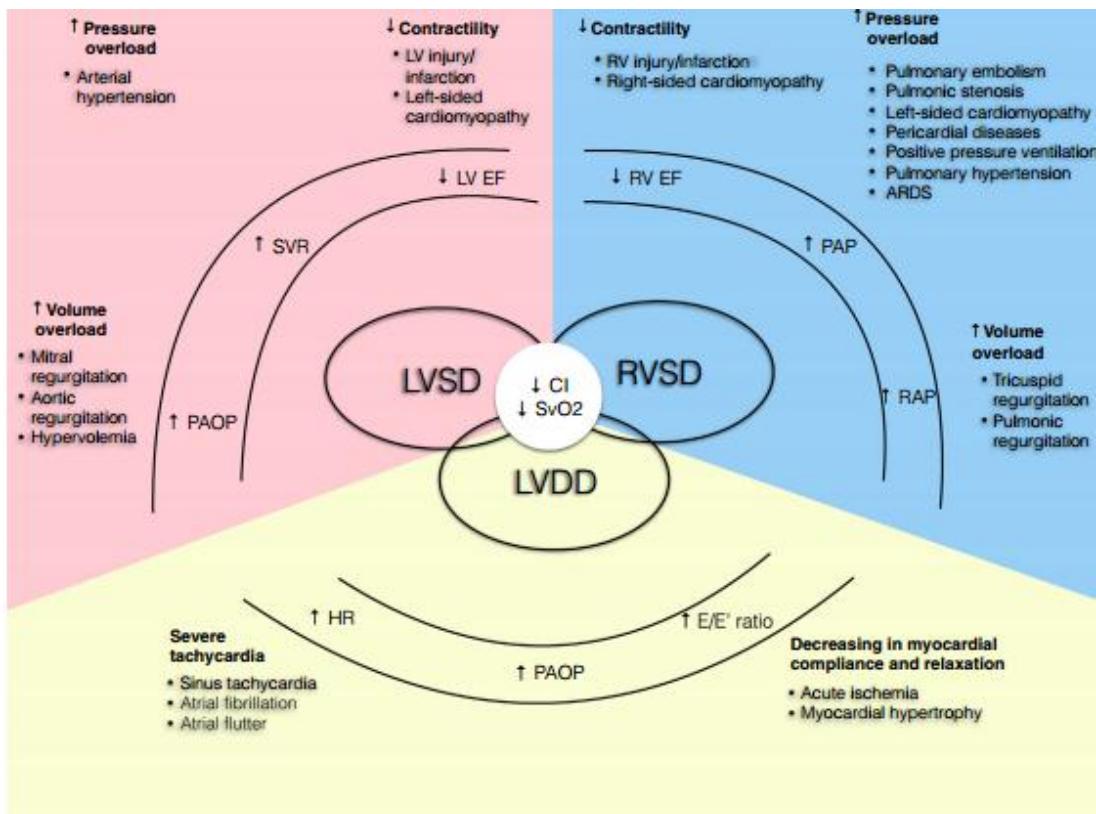 ↑ Pressure
overload
• Arterial
hypertension
↓ Contractility
• LV injury/
infarction
• Left-sided
cardiomyopathy
↓ Contractility
• RV injury/infarction
• Right-sided cardiomyopathy
↑ Pressure
overload
• Pulmonary embolism
• Pulmonic stenosis
• Left-sided cardiomyopathy
• Pericardial diseases
• Positive pressure ventilation
• Pulmonary hypertension
• ARDS
↓ LV EF
↓ RV EF
↑ SVR
↑ PAP
↑ Volume
overload
• Mitral
regurgitation
• Aortic
regurgitation
• Hypervolemia
↑ PAOP
LVSD
↓ CI
↓ SvO2
RVSD
↑ RAP
↑ Volume
overload
• Tricuspid
regurgitation
• Pulmonic
regurgitation
LVDD
↑ HR
↑ PAOP
↑ E/E' ratio
Severe
tachycardia
• Sinus tachycardia
• Atrial fibrillation
• Atrial flutter
Decreasing in myocardial
compliance and relaxation
• Acute ischemia
• Myocardial hypertrophy